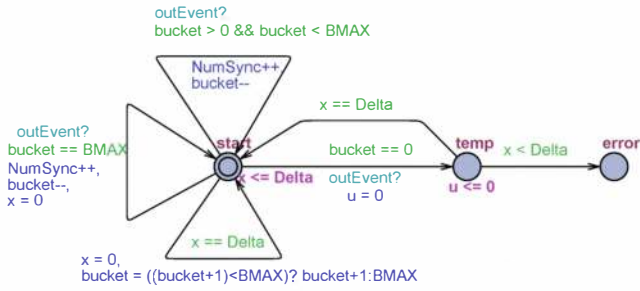 outEvent?
bucket > 0 && bucket < BMAX
NumSync++
bucket--
x == Delta
outEvent?
bucket == BMAX
NumSync++,
bucket--,
x = 0
start
x <= Delta
bucket == 0
outEvent?
u = 0
temp
u <= 0
x < Delta
error
x == Delta
x = 0,
bucket = ((bucket+1)<BMAX)? bucket+1:BMAX